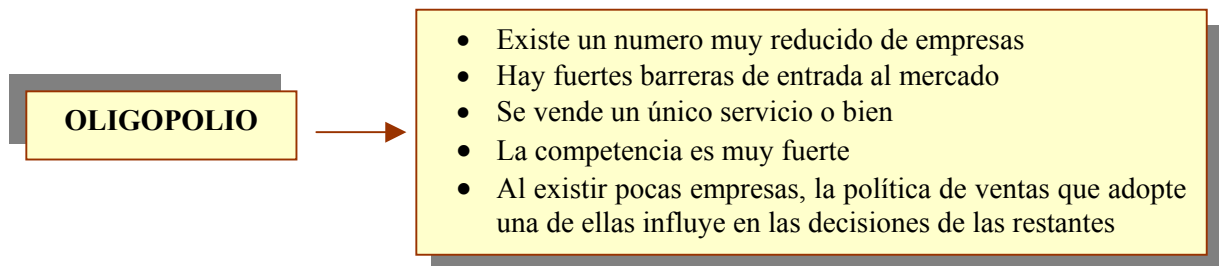 OLIGOPOLIO
• Existe un numero muy reducido de empresas
• Hay fuertes barreras de entrada al mercado
• Se vende un único servicio o bien
• La competencia es muy fuerte
• Al existir pocas empresas, la política de ventas que adopte
una de ellas influye en las decisiones de las restantes